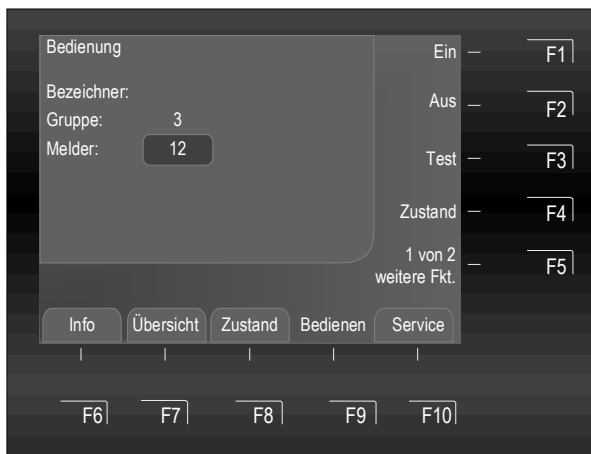 Bedienung
Ein
F1
Bezeichner:
Aus
F2
Gruppe: 3
Melder: 12
Test
F3
Zustand
F4
1 von 2
weitere Fkt.
F5
Info
Übersicht
Zustand
Bedienen
Service
F6
F7
F8
F9
F10